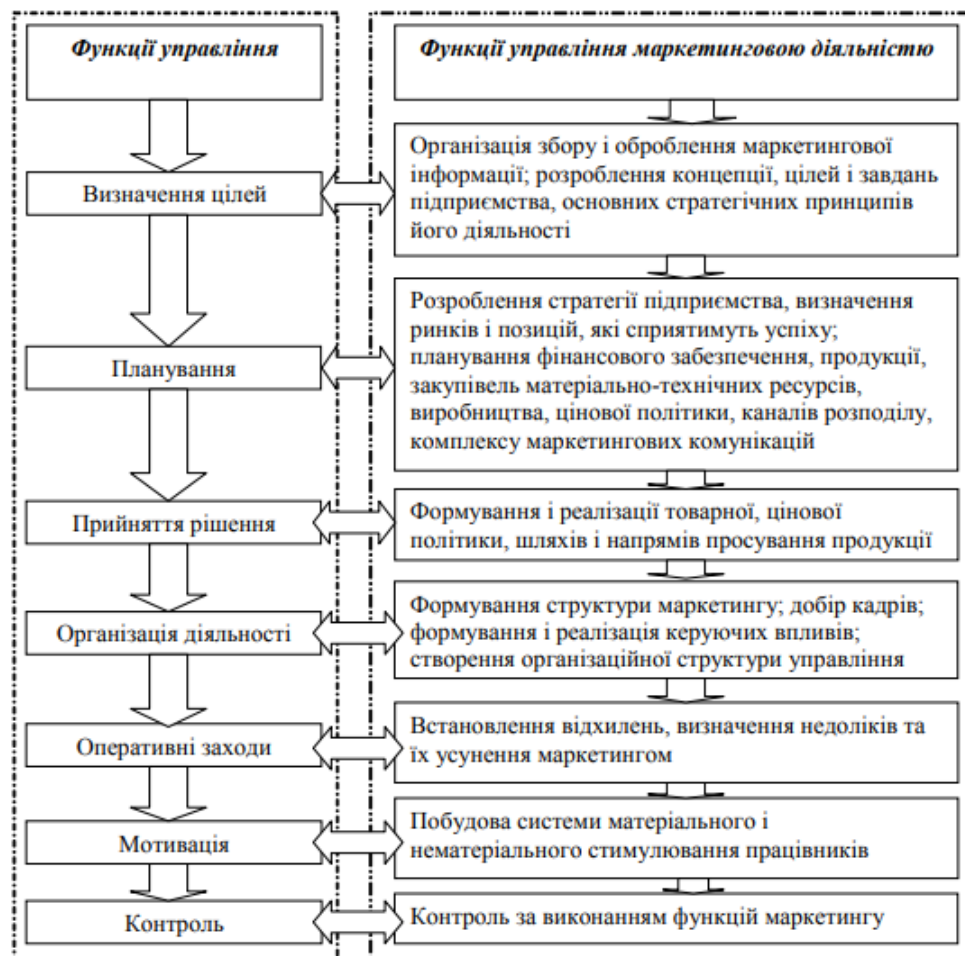 Функції управління
Функції управління маркетинговою діяльністю
Визначення цілей
Організація збору і оброблення маркетингової
інформації; розроблення концепції, цілей і завдань
підприємства, основних стратегічних принципів
його діяльності
Планування
Розроблення стратегії підприємства, визначення
ринків і позицій, які сприятимуть успіху;
планування фінансового забезпечення, продукції,
закупівель матеріально-технічних ресурсів,
виробництва, цінової політики, каналів розподілу,
комплексу маркетингових комунікацій
Прийняття рішення
Формування і реалізації товарної, цінової
політики, шляхів і напрямів просування продукції
Організація діяльності
Формування структури маркетингу; добір кадрів;
формування і реалізація керуючих впливів;
створення організаційної структури управління
Оперативні заходи
Встановлення відхилень, визначення недоліків та
їх усунення маркетингом
Мотивація
Побудова системи матеріального і
нематеріального стимулювання працівників
Контроль
Контроль за виконанням функцій маркетингу